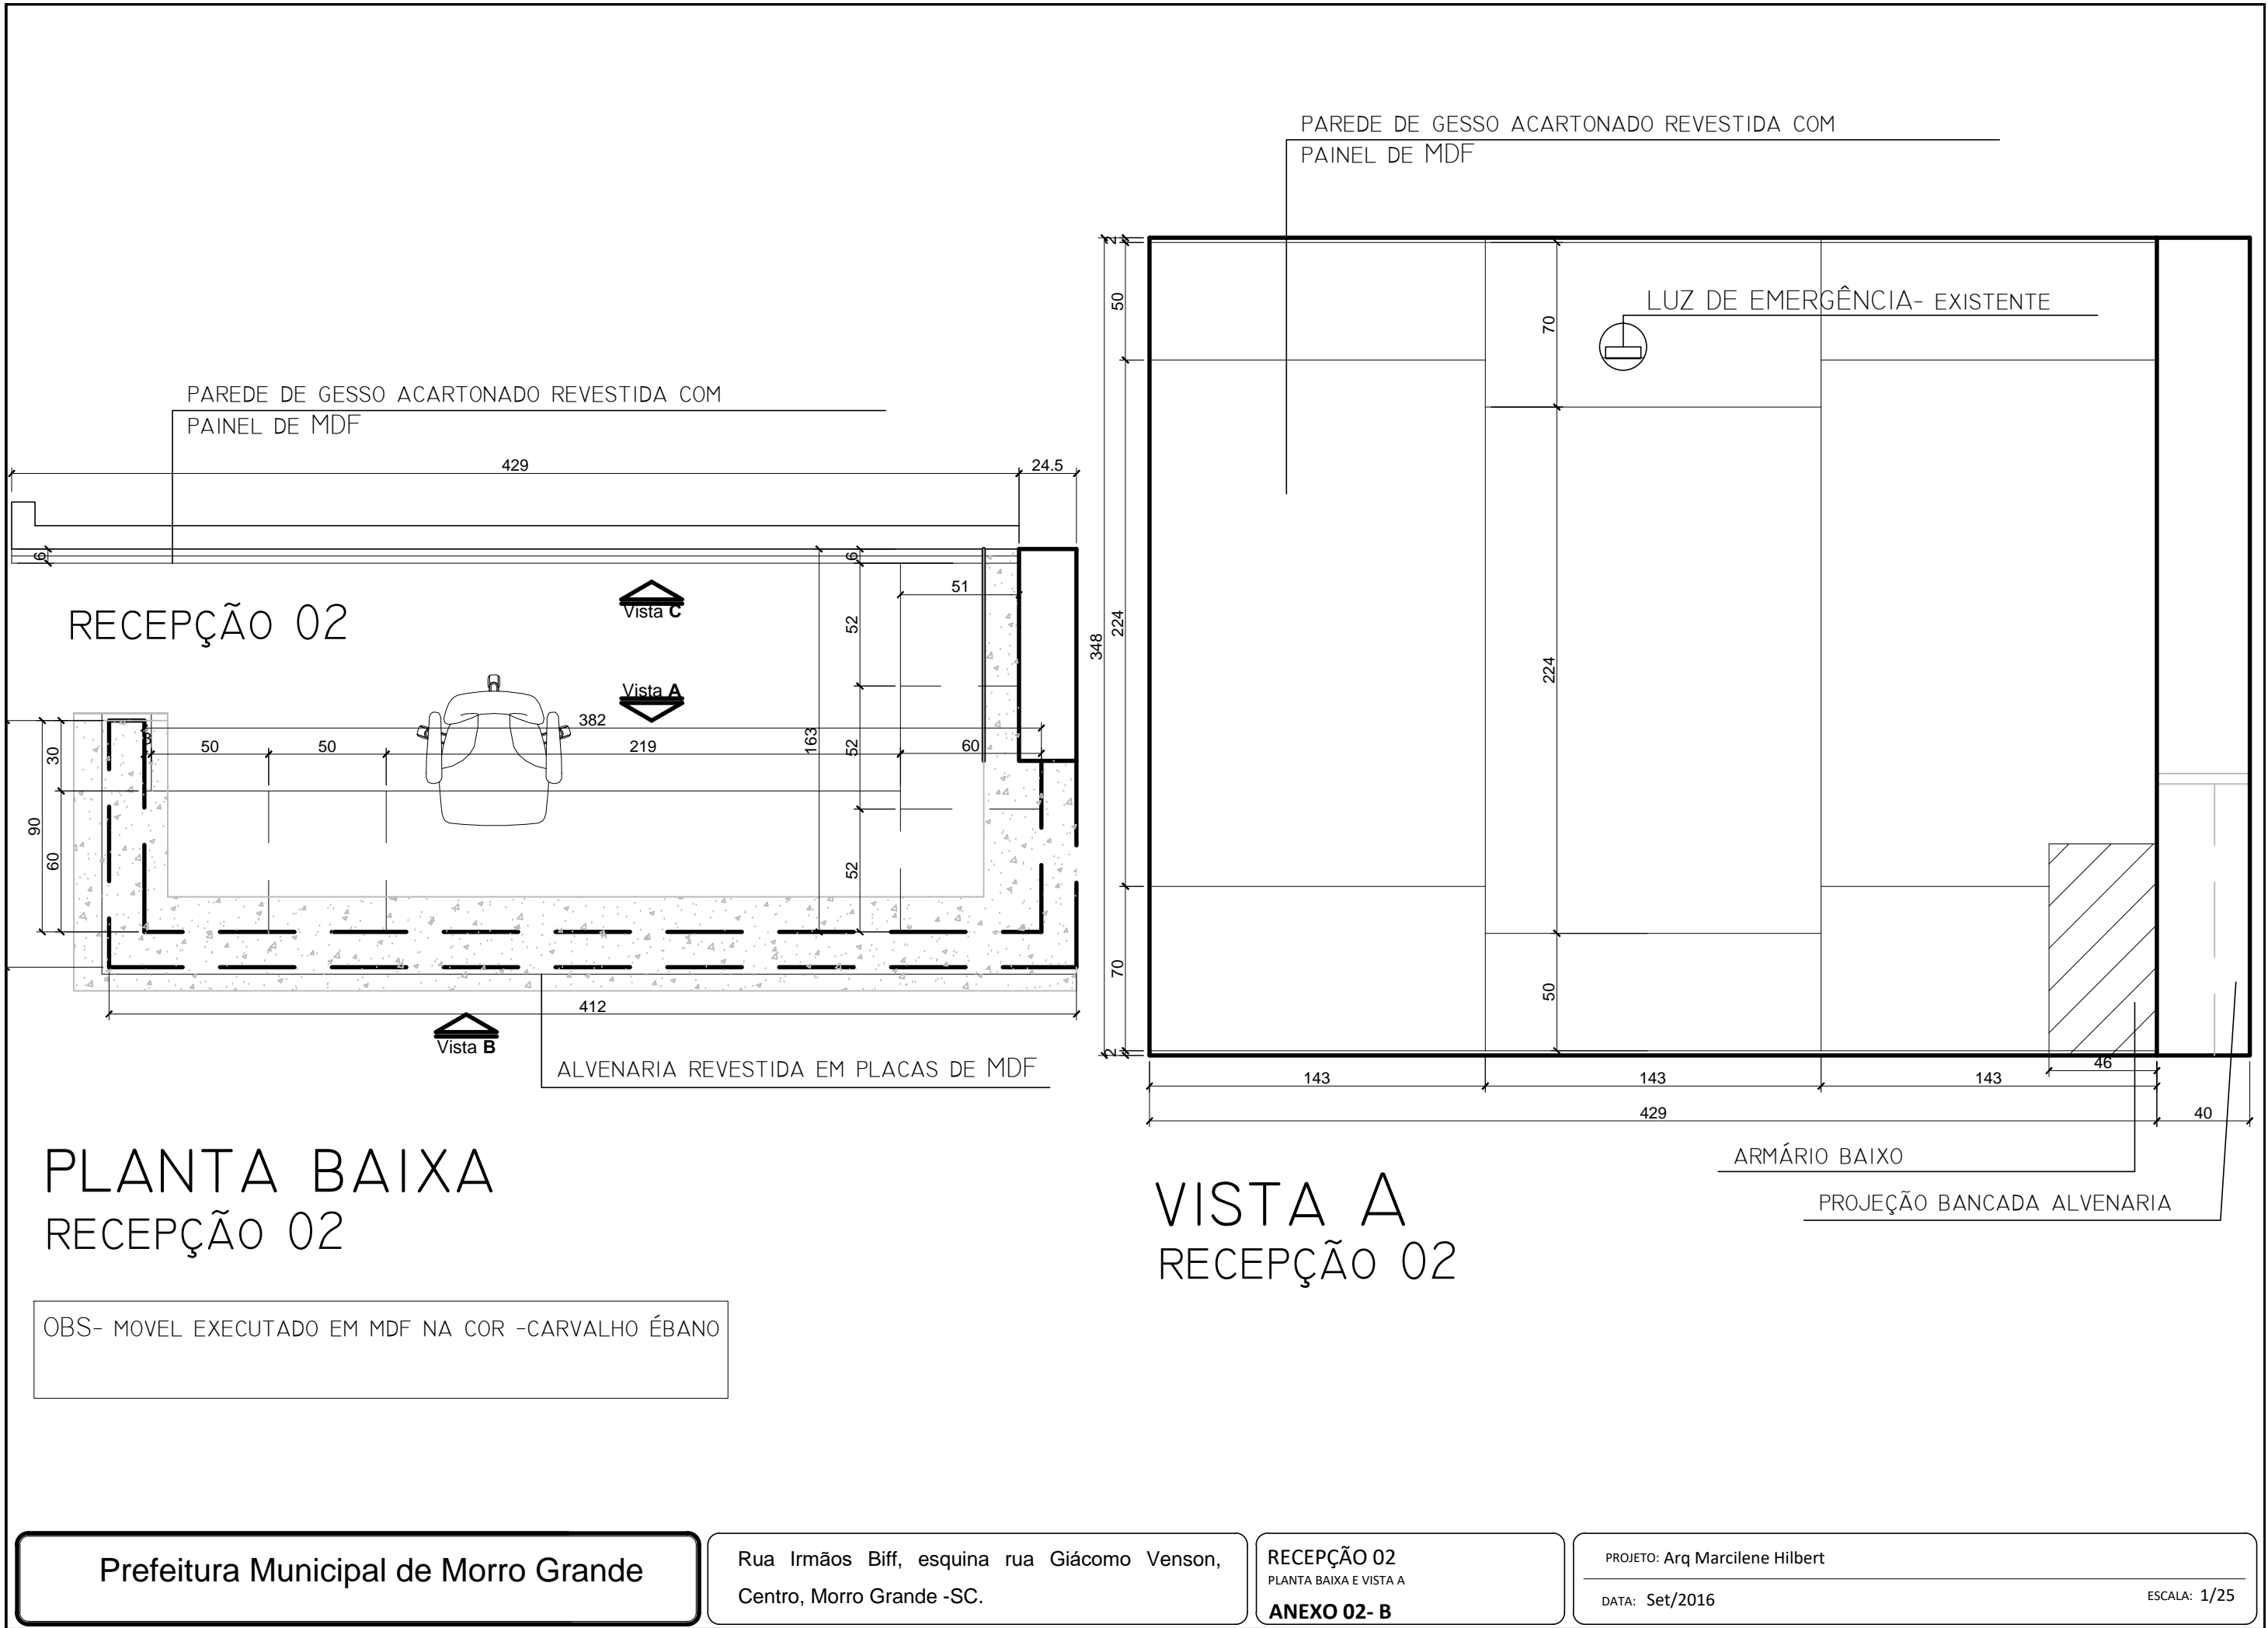 PAREDE DE GESSO ACARTONADO REVESTIDA COM
PAINEL DE MDF
429
24.5
6
6
51
52
RECEPÇÃO 02
Vista C
Vista A
382
3
50
50
219
60
163
52
52
30
90
60
412
Vista B
ALVENARIA REVESTIDA EM PLACAS DE MDF
PLANTA BAIXA
RECEPÇÃO 02
OBS- MOVEL EXECUTADO EM MDF NA COR -CARVALHO ÉBANO
PAREDE DE GESSO ACARTONADO REVESTIDA COM
PAINEL DE MDF
2
50
70
LUZ DE EMERGÊNCIA- EXISTENTE
348
224
224
70
50
2
46
143
143
143
429
40
ARMÁRIO BAIXO
PROJEÇÃO BANCADA ALVENARIA
VISTA A
RECEPÇÃO 02
Prefeitura Municipal de Morro Grande
Rua Irmãos Biff, esquina rua Giácomo Venson,
Centro, Morro Grande -SC.
RECEPÇÃO 02
PLANTA BAIXA E VISTA A
ANEXO 02- B
PROJETO: Arq Marcilene Hilbert
DATA: Set/2016
ESCALA: 1/25